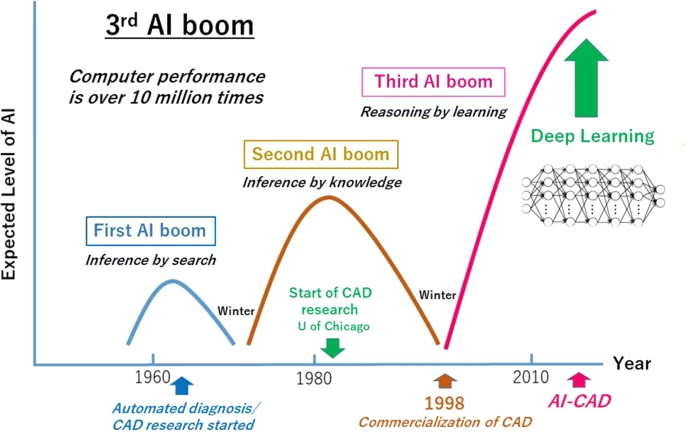 3rd AI boom
Computer performance
is over 10 million times
Expected Level of AI
First AI boom
Inference by search
Winter
Second AI boom
Inference by knowledge
Winter
Third AI boom
Reasoning by learning
Deep Learning
Start of CAD
research
U of Chicago
1960
1980
2010
Year
Automated diagnosis/
CAD research started
1998
Commercialization of CAD
AI-CAD